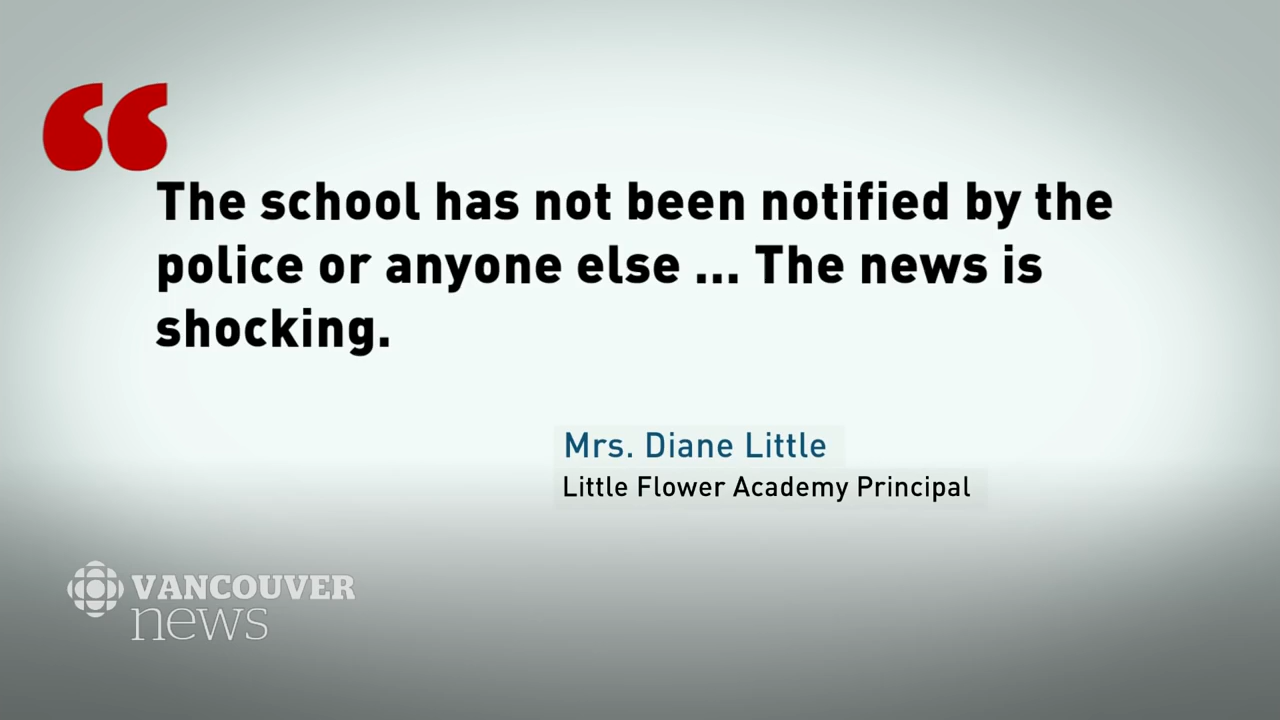 The school has not been notified by the
police or anyone else ... The news is
shocking.
Mrs. Diane Little
Little Flower Academy Principal
VANCOUVER
news